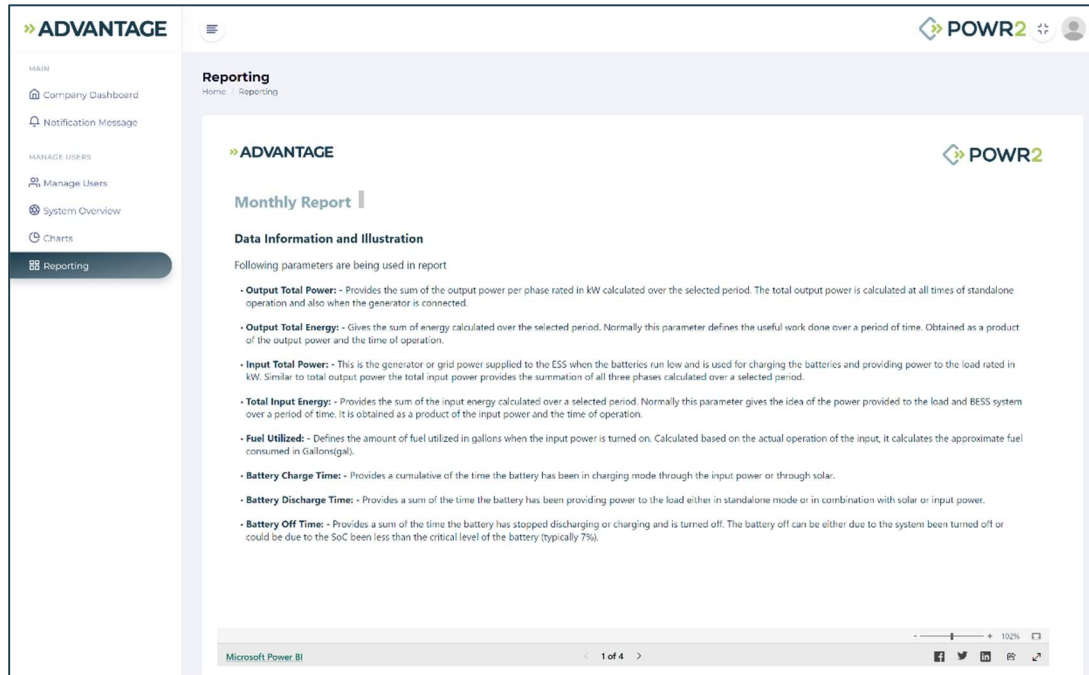 » ADVANTAGE
POWR2
MAIN
Company Dashboard
Notification Message
MANAGE USERS
Manage Users
System Overview
Charts
Reporting
Reporting
Home / Reporting
» ADVANTAGE
POWR2
Monthly Report
Data Information and Illustration
Following parameters are being used in report
• Output Total Power: - Provides the sum of the output power per phase rated in kW calculated over the selected period. The total output power is calculated at all times of standalone
operation and also when the generator is connected.
• Output Total Energy: - Gives the sum of energy calculated over the selected period. Normally this parameter defines the useful work done over a period of time. Obtained as a product
of the output power and the time of operation.
• Input Total Power: - This is the generator or grid power supplied to the ESS when the batteries run low and is used for charging the batteries and providing power to the load rated in
kW. Similar to total output power the total input power provides the summation of all three phases calculated over a selected period.
• Total Input Energy: - Provides the sum of the input energy calculated over a selected period. Normally this parameter gives the idea of the power provided to the load and BESS system
over a period of time. It is obtained as a product of the input power and the time of operation.
• Fuel Utilized: - Defines the amount of fuel utilized in gallons when the input power is turned on. Calculated based on the actual operation of the input, it calculates the approximate fuel
consumed in Gallons(gal).
• Battery Charge Time: - Provides a cumulative of the time the battery has been in charging mode through the input power or through solar.
• Battery Discharge Time: - Provides a sum of the time the battery has been providing power to the load either in standalone mode or in combination with solar or input power.
• Battery Off Time: - Provides a sum of the time the battery has stopped discharging or charging and is turned off. The battery off can be either due to the system been turned off or
could be due to the SoC been less than the critical level of the battery (typically 7%).
- + 102%
Microsoft Power BI
< 1 of 4 >